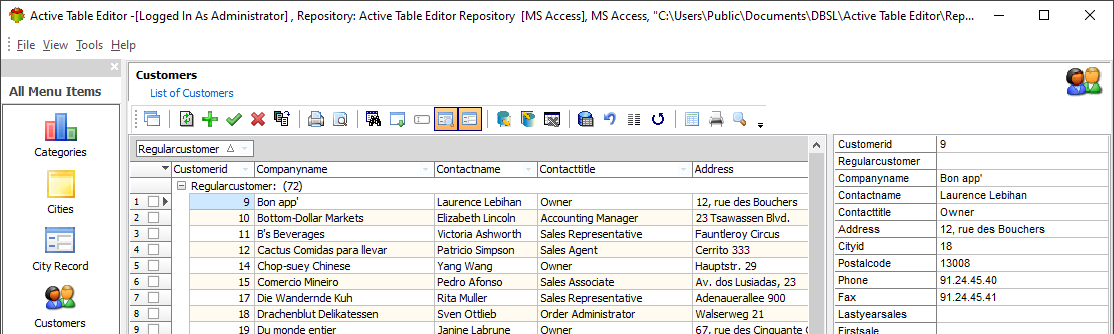 Active Table Editor -[Logged In As Administrator] , Repository: Active Table Editor Repository  [MS Access], MS Access, "C:\Users\Public\Documents\DBSL\Active Table Editor\Rep...
File View Tools Help
All Menu Items
Categories
Cities
City Record
Customers
Customers
List of Customers
Regularcustomer
Customerid Companyname Contactname Contacttitle Address
Regularcustomer: (72)
1 9 Bon app' Laurence Lebihan Owner 12, rue des Bouchers
2 10 Bottom-Dollar Markets Elizabeth Lincoln Accounting Manager 23 Tsawassen Blvd.
3 11 B's Beverages Victoria Ashworth Sales Representative Fauntleroy Circus
4 12 Cactus Comidas para llevar Patricio Simpson Sales Agent Cerrito 333
5 14 Chop-suey Chinese Yang Wang Owner Hauptstr. 29
6 15 Comercio Mineiro Pedro Afonso Sales Associate Av. dos Lusiadas, 23
7 17 Die Wandernde Kuh Rita Muller Sales Representative Adenauerallee 900
8 18 Drachenblut Delikatessen Sven Ottlieb Order Administrator Walserweg 21
9 19 Du monde entier Janine Labrune Owner 67, rue des Cinquante
Customerid 9
Regularcustomer
Companyname Bon app'
Contactname Laurence Lebihan
Contacttitle Owner
Address 12, rue des Bouchers
Cityid 18
Postalcode 13008
Phone 91.24.45.40
Fax 91.24.45.41
Lastyearsales
Firstsale